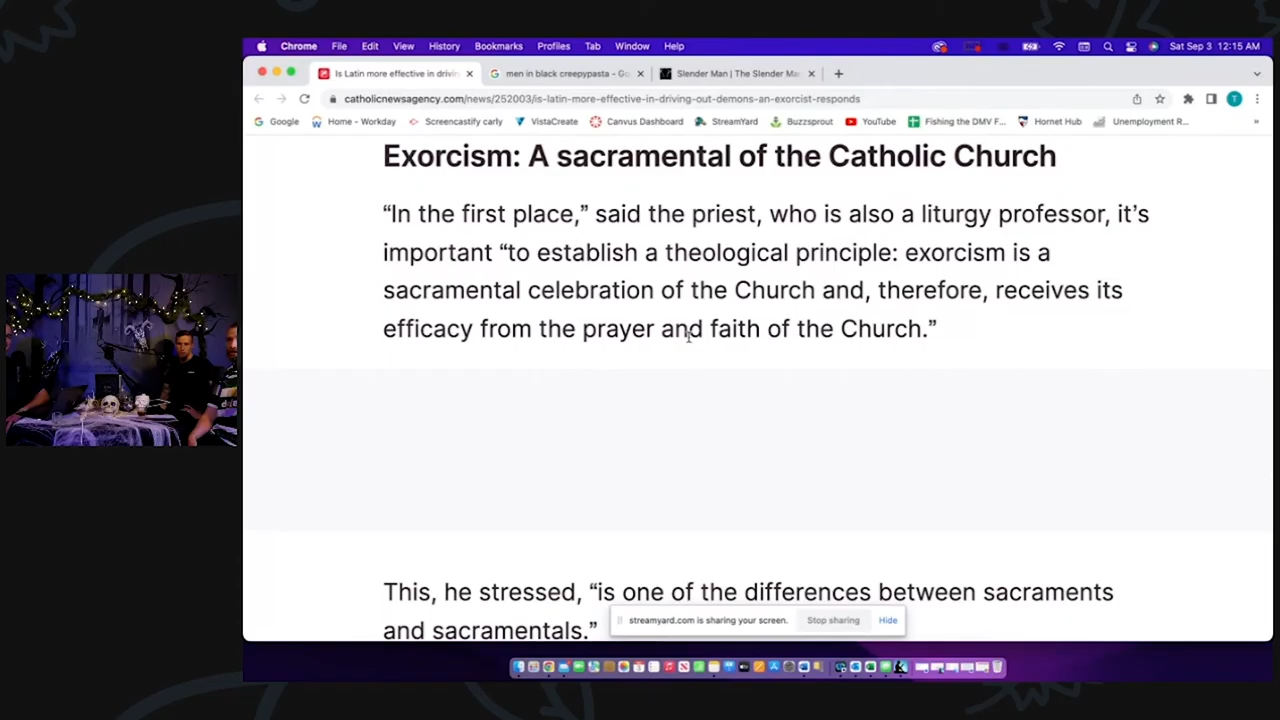 Chrome File Edit View History Bookmarks Profiles Tab Window Help Sat Sep 3 12:15 AM
Is Latin more effective in drivin men in black creepypasta - Go Slender Man | The Slender Ma
catholicnewsagency.com/news/252003/is-latin-more-effective-in-driving-out-demons-an-exorcist-responds
Google Home - Workday Screencastify carly VistaCreate Canvus Dashboard StreamYard Buzzsprout YouTube Fishing the DMV F... Hornet Hub Unemployment R...
Exorcism: A sacramental of the Catholic Church
“In the first place,” said the priest, who is also a liturgy professor, it’s
important “to establish a theological principle: exorcism is a
sacramental celebration of the Church and, therefore, receives its
efficacy from the prayer and faith of the Church.”
This, he stressed, “is one of the differences between sacraments
and sacramentals.”
streamyard.com is sharing your screen. Stop sharing Hide